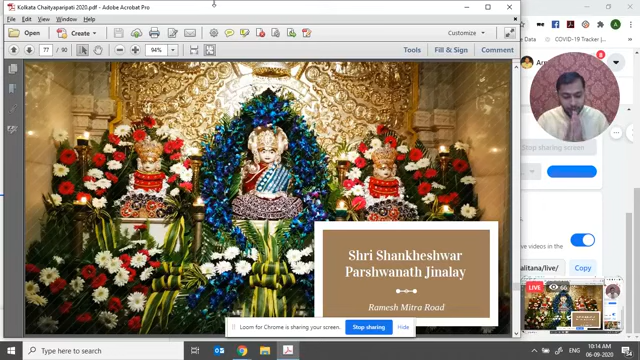 Kolkata Chaityaparipati 2020.pdf - Adobe Acrobat Pro
File Edit View Window Help
Open Create Customize
77 / 90 94% Tools Fill & Sign Comment
COVID-19 Tracker
Stop sharing screen
Shri Shankheshwar
Parshwanath Jinalay
Ramesh Mitra Road
Copy
LIVE 66
Loom for Chrome is sharing your screen. Stop sharing Hide
Type here to search
ENG
10:14 AM
06-09-2020